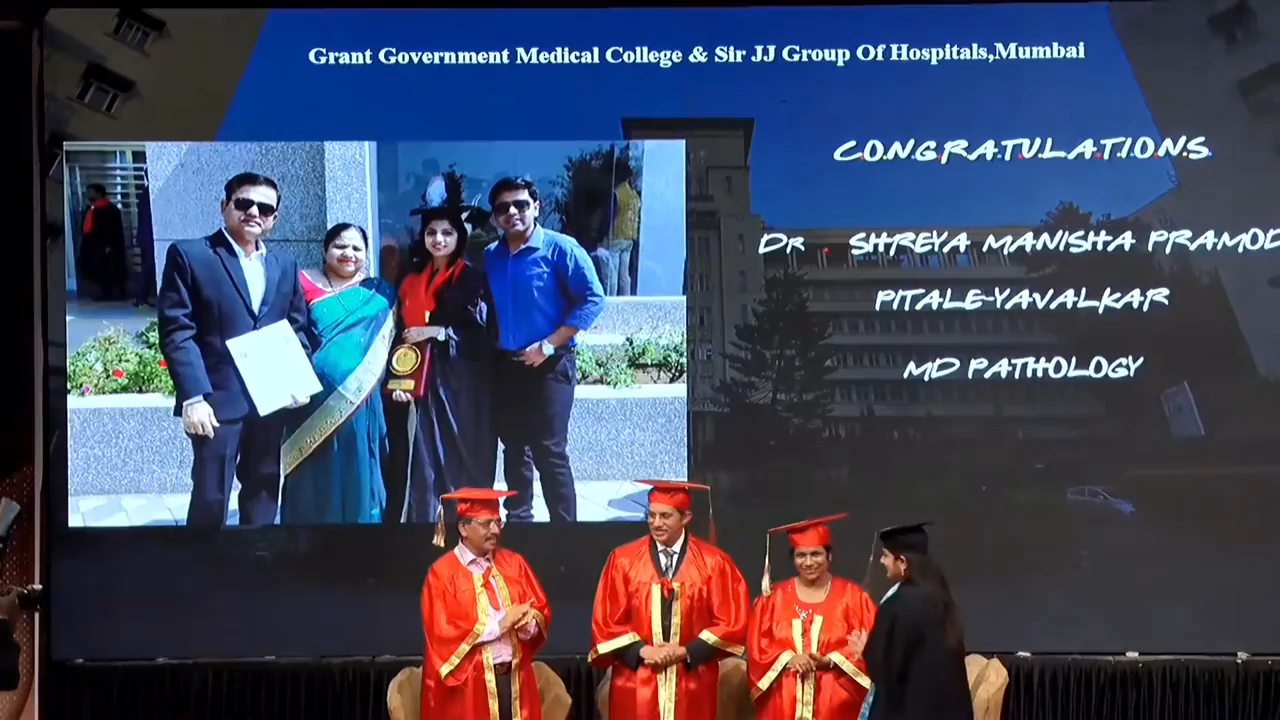 Grant Government Medical College & Sir JJ Group Of Hospitals,Mumbai
CONGRATULATIONS
DR SHREYA MANISHA PRAMOD
PITALE-YAVALKAR
MD PATHOLOGY